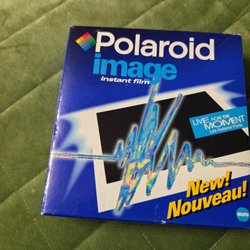 Polaroid
image
instant film
LIVE FOR THE
MOMENT
New!
Nouveau!